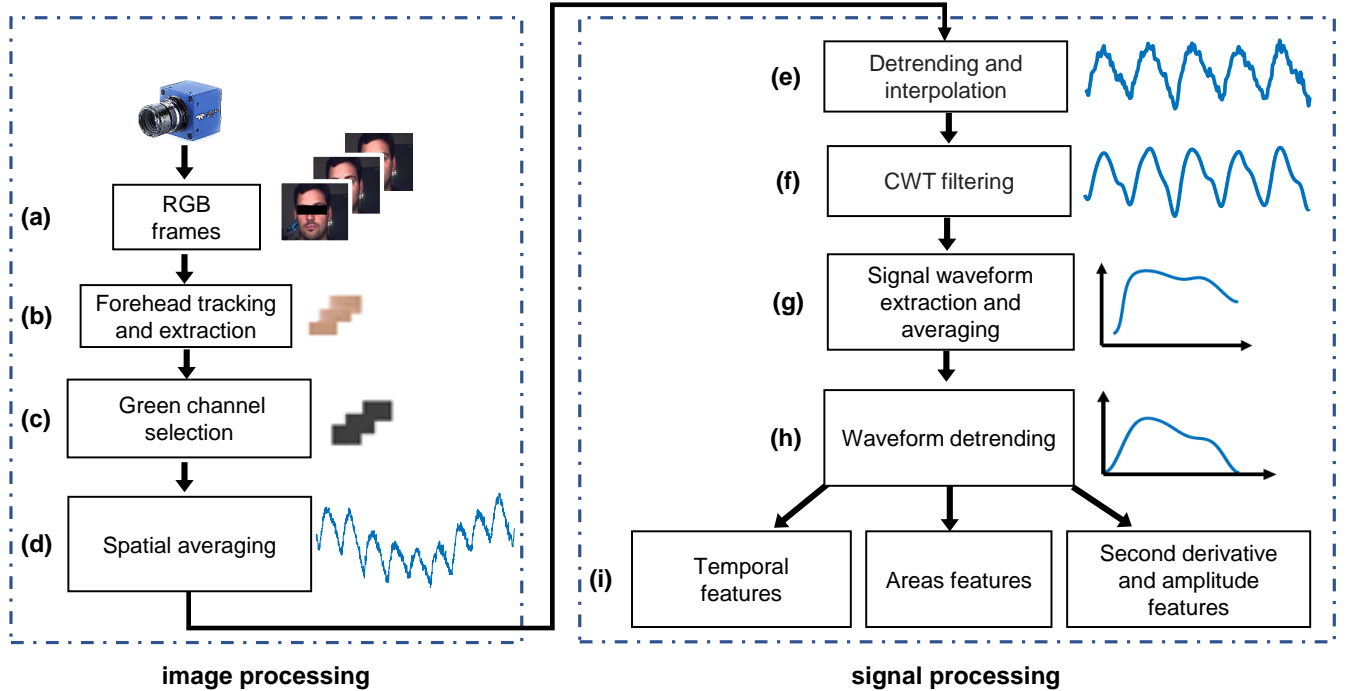 (a)
RGB
frames
(b)
Forehead tracking
and extraction
(c)
Green channel
selection
(d)
Spatial averaging
image processing
(e)
Detrending and
interpolation
(f)
CWT filtering
(g)
Signal waveform
extraction and
averaging
(h)
Waveform detrending
(i)
Temporal
features
Areas features
Second derivative
and amplitude
features
signal processing